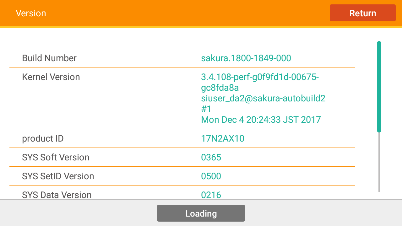 Version
Return
Build Number sakura.1800-1849-000
Kernel Version 3.4.108-perf-g0f9fd1d-00675-
gc8fda8a
siuser_da2@sakura-autobuild2
#1
Mon Dec 4 20:24:33 JST 2017
product ID 17N2AX10
SYS Soft Version 0365
SYS SetID Version 0500
SYS Data Version 0216
Loading